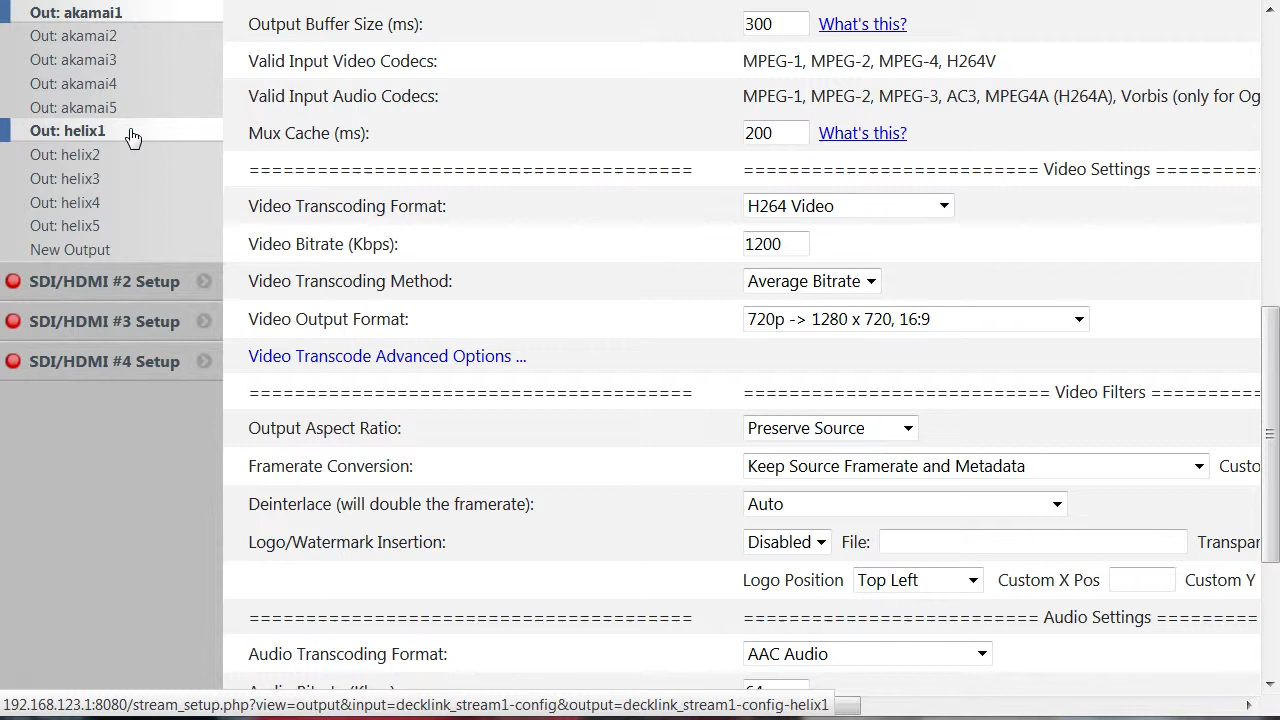 Out: akamai1
Out: akamai2
Out: akamai3
Out: akamai4
Out: akamai5
Out: helix1
Out: helix2
Out: helix3
Out: helix4
Out: helix5
New Output
SDI/HDMI #2 Setup
SDI/HDMI #3 Setup
SDI/HDMI #4 Setup
Output Buffer Size (ms): 300 What's this?
Valid Input Video Codecs: MPEG-1, MPEG-2, MPEG-4, H264V
Valid Input Audio Codecs: MPEG-1, MPEG-2, MPEG-3, AC3, MPEG4A (H264A), Vorbis (only for Og
Mux Cache (ms): 200 What's this?
======================================= ========================== Video Settings =========
Video Transcoding Format: H264 Video
Video Bitrate (Kbps): 1200
Video Transcoding Method: Average Bitrate
Video Output Format: 720p -> 1280 x 720, 16:9
Video Transcode Advanced Options ...
======================================= =========================== Video Filters ==========
Output Aspect Ratio: Preserve Source
Framerate Conversion: Keep Source Framerate and Metadata Custo
Deinterlace (will double the framerate): Auto
Logo/Watermark Insertion: Disabled File: Transpar
Logo Position Top Left Custom X Pos Custom Y
======================================= ========================== Audio Settings =========
Audio Transcoding Format: AAC Audio
192.168.123.1:8080/stream_setup.php?view=output&input=decklink_stream1-config&output=decklink_stream1-config-helix1